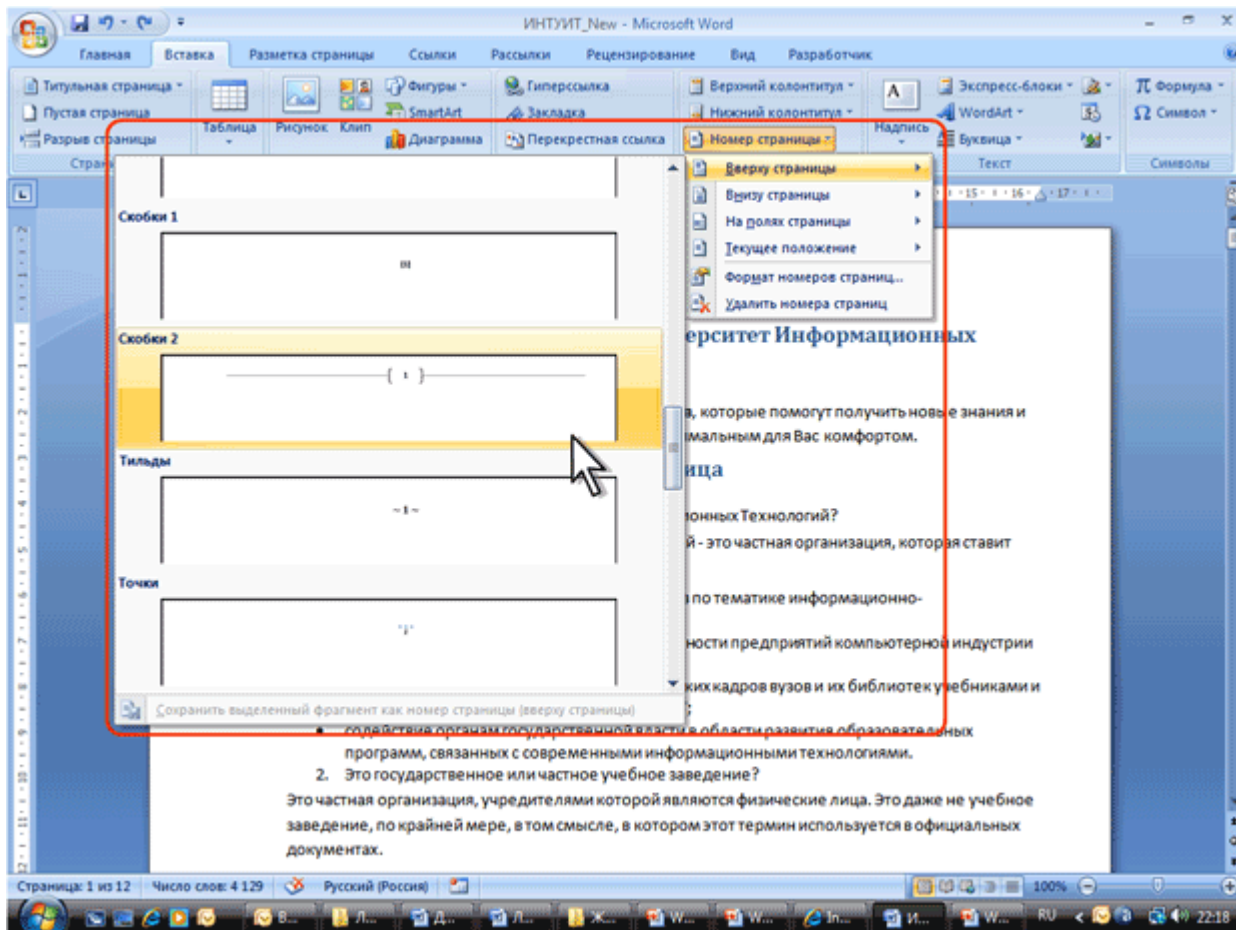 ИНТУИТ_New - Microsoft Word
Главная Вставка Разметка страницы Ссылки Рассылки Рецензирование Вид Разработчик
Титульная страница Фигуры Гиперссылка Верхний колонтитул Экспресс-блоки Формула
Пустая страница SmartArt Закладка Нижний колонтитул WordArt Символ
Разрыв страницы Таблица Рисунок Клип Диаграмма Перекрестная ссылка Номер страницы Надпись Буквица
Текст Символы
Вверху страницы
Внизу страницы
На полях страницы
Текущее положение
Формат номеров страниц...
Удалить номера страниц
Скобки 1
Скобки 2
{ 1 }
Тильды
~1~
Точки
Сохранить выделенный фрагмент как номер страницы (вверху страницы)
ерситет Информационных
в, которые помогут получить новые знания и
мальным для Вас комфортом.
ица
ионных Технологий?
й - это частная организация, которая ставит
по тематике информационно-
ности предприятий компьютерной индустрии
ких кадров вузов и их библиотек учебниками и
• содействие органам государственной власти в области развития образовательных
программ, связанных с современными информационными технологиями.
2. Это государственное или частное учебное заведение?
Это частная организация, учредителями которой являются физические лица. Это даже не учебное
заведение, по крайней мере, в том смысле, в котором этот термин используется в официальных
документах.
Страница: 1 из 12 Число слов: 4 129 Русский (Россия) 100%
В... Л... Д... Л... Ж... W... W... In... И... W... RU 22:18